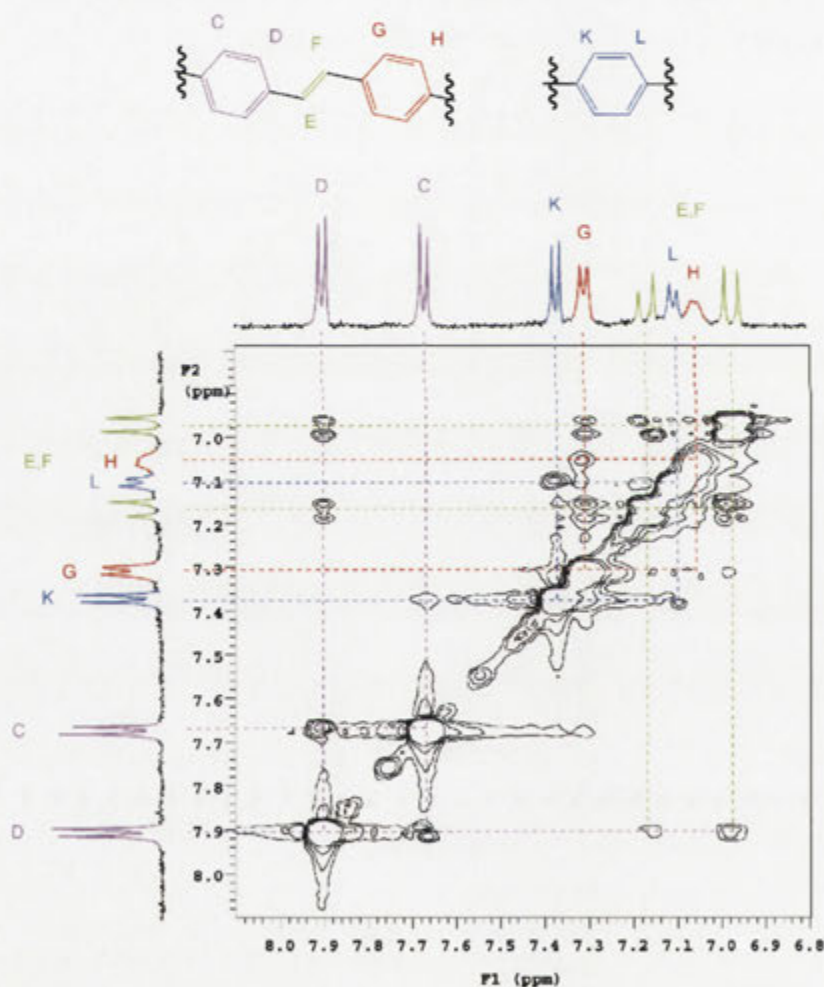 C D F G H K L
E
D C K G L H E,F
F2
(ppm)
7.0
E,F H
L
7.1
7.2
G
7.3
K
7.4
7.5
7.6
C
7.7
7.8
D
7.9
8.0
8.0 7.9 7.8 7.7 7.6 7.5 7.4 7.3 7.2 7.1 7.0 6.9 6.8
F1 (ppm)